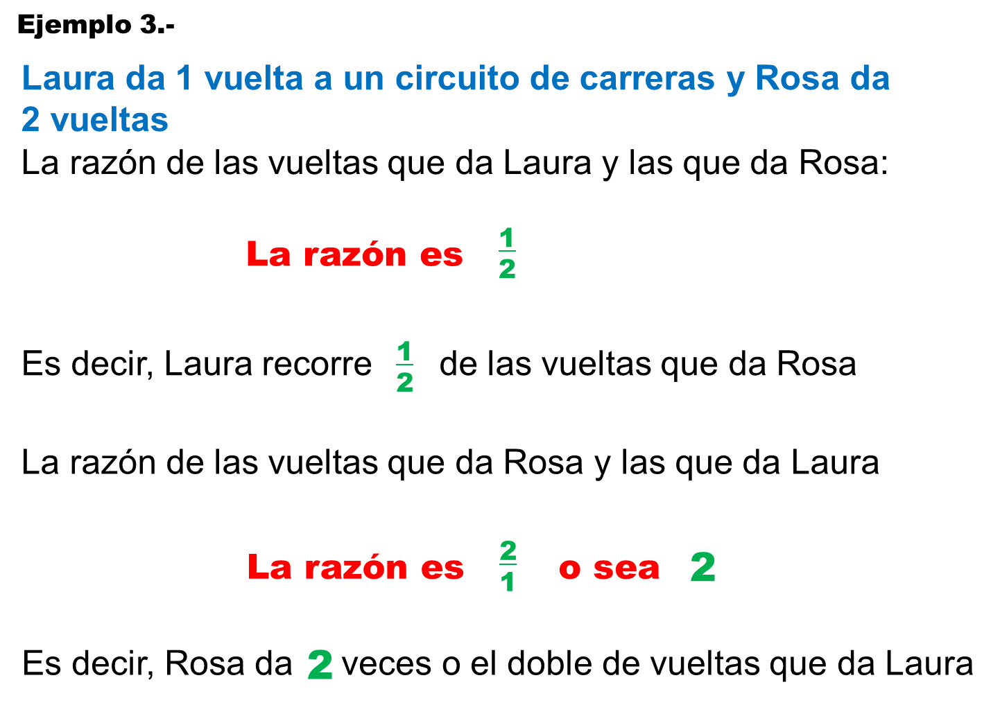 Ejemplo 3.-
Laura da 1 vuelta a un circuito de carreras y Rosa da
2 vueltas
La razón de las vueltas que da Laura y las que da Rosa:
La razón es 1/2
Es decir, Laura recorre 1/2 de las vueltas que da Rosa
La razón de las vueltas que da Rosa y las que da Laura
La razón es 2/1 o sea 2
Es decir, Rosa da 2 veces o el doble de vueltas que da Laura